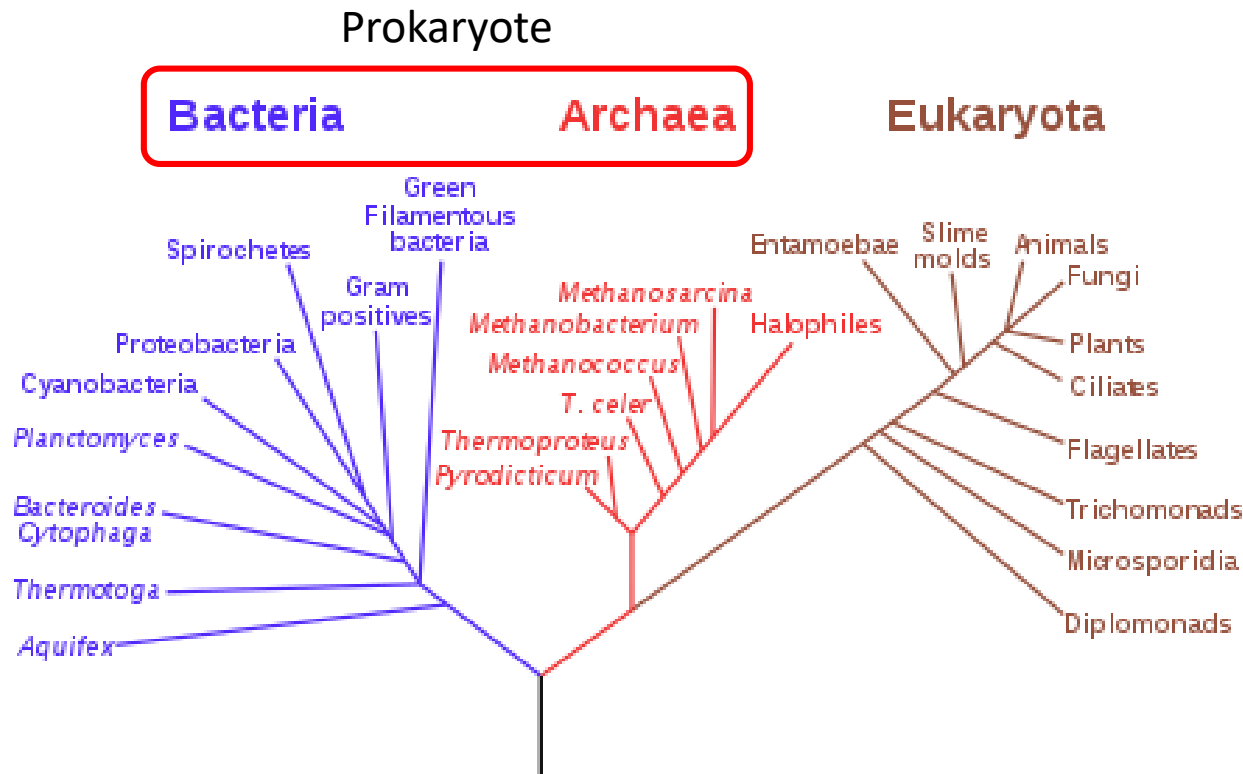 Prokaryote
Bacteria
Archaea
Eukaryota
Green
Filamentous
bacteria
Spirochetes
Gram
positives
Proteobacteria
Cyanobacteria
Planctomyces
Bacteroides
Cytophaga
Thermotoga
Aquifex
Methanosarcina
Methanobacterium
Halophiles
Methanococcus
T. celer
Thermoproteus
Pyrodicticum
Entamoebae
Slime
molds
Animals
Fungi
Plants
Ciliates
Flagellates
Trichomonads
Microsporidia
Diplomonads